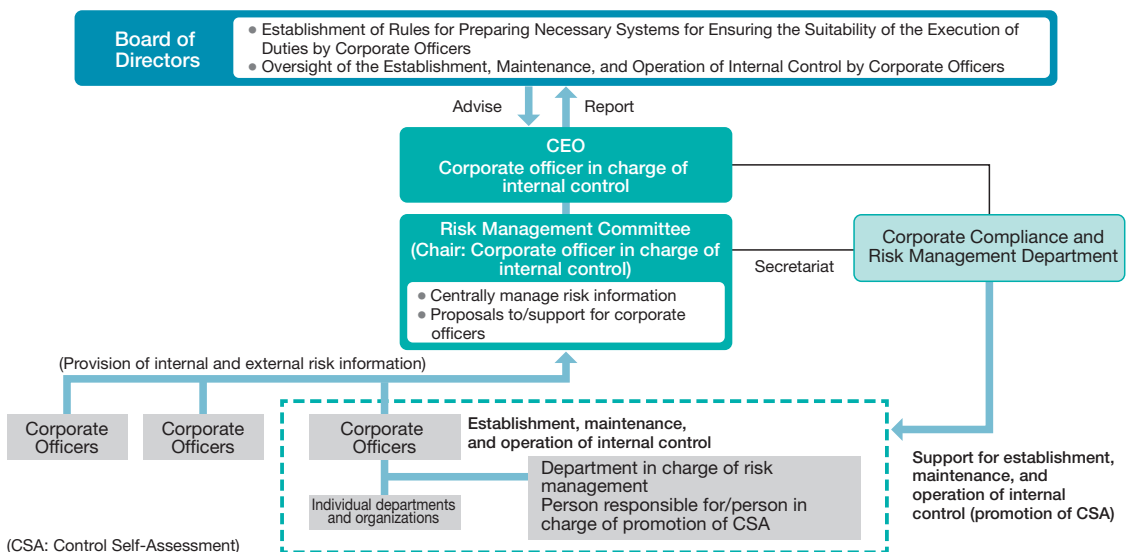 Board of
Directors
● Establishment of Rules for Preparing Necessary Systems for Ensuring the Suitability of the Execution of
Duties by Corporate Officers
● Oversight of the Establishment, Maintenance, and Operation of Internal Control by Corporate Officers
Advise
Report
CEO
Corporate officer in charge of
internal control
Risk Management Committee
(Chair: Corporate officer in charge of
internal control)
● Centrally manage risk information
● Proposals to/support for corporate
officers
Secretariat
Corporate Compliance and
Risk Management Department
(Provision of internal and external risk information)
Corporate
Officers
Corporate
Officers
Corporate
Officers
Establishment, maintenance,
and operation of internal control
Individual departments
and organizations
Department in charge of risk
management
Person responsible for/person in
charge of promotion of CSA
Support for establishment,
maintenance, and
operation of internal
control (promotion of CSA)
(CSA: Control Self-Assessment)